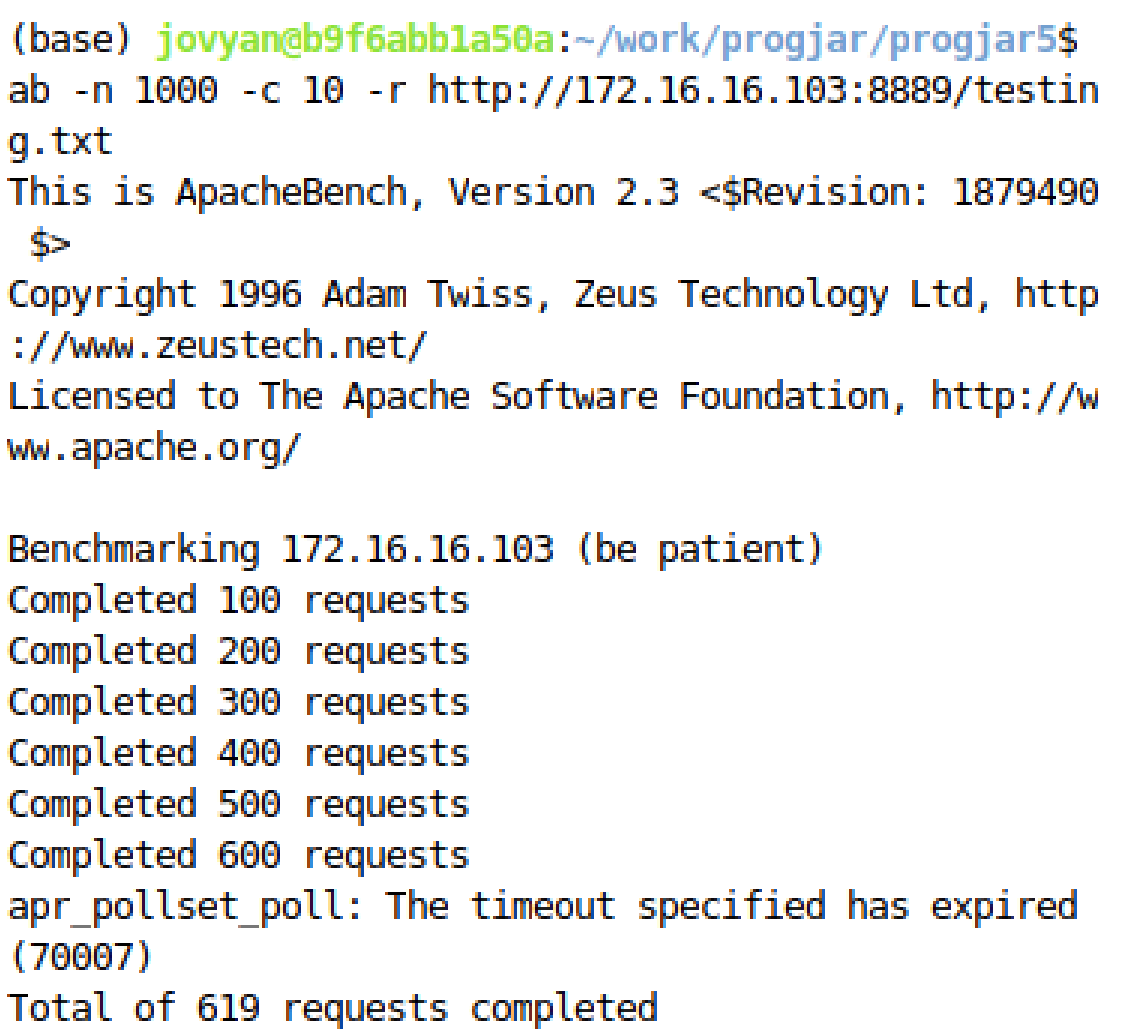 (base) jovyan@b9f6abb1a50a:~/work/progjar/progjar5$
ab -n 1000 -c 10 -r http://172.16.16.103:8889/testin
g.txt
This is ApacheBench, Version 2.3 <$Revision: 1879490
 $>
Copyright 1996 Adam Twiss, Zeus Technology Ltd, http
://www.zeustech.net/
Licensed to The Apache Software Foundation, http://w
ww.apache.org/

Benchmarking 172.16.16.103 (be patient)
Completed 100 requests
Completed 200 requests
Completed 300 requests
Completed 400 requests
Completed 500 requests
Completed 600 requests
apr_pollset_poll: The timeout specified has expired
(70007)
Total of 619 requests completed